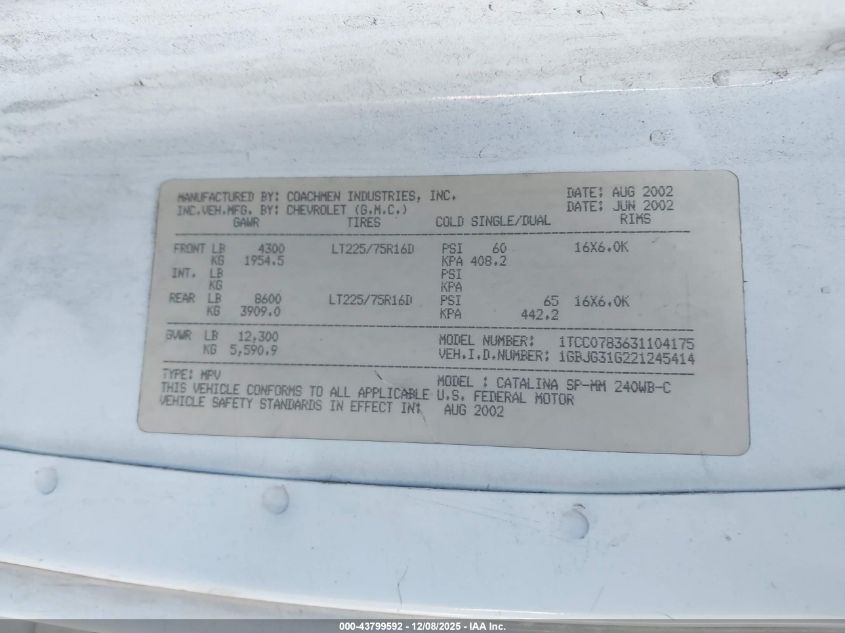 MANUFACTURED BY: COACHMEN INDUSTRIES, INC. DATE: AUG 2002
INC.VEH.MFG. BY: CHEVROLET (G.M.C.) DATE: JUN 2002
GAWR TIRES COLD SINGLE/DUAL RIMS
FRONT LB 4300 LT225/75R16D PSI 60 16X6.0K
KG 1954.5 KPA 408.2
INT. LB PSI
KG KPA
REAR LB 8600 LT225/75R16D PSI 65 16X6.0K
KG 3909.0 KPA 442.2
GVWR LB 12,300 MODEL NUMBER: 1TCC0783631104175
KG 5,590.9 VEH.I.D.NUMBER: 1GBJG31G221245414
TYPE: MPV MODEL : CATALINA SP-MM 240WB-C
THIS VEHICLE CONFORMS TO ALL APPLICABLE U.S. FEDERAL MOTOR
VEHICLE SAFETY STANDARDS IN EFFECT IN: AUG 2002
000-43799592 - 12/08/2025 - IAA Inc.